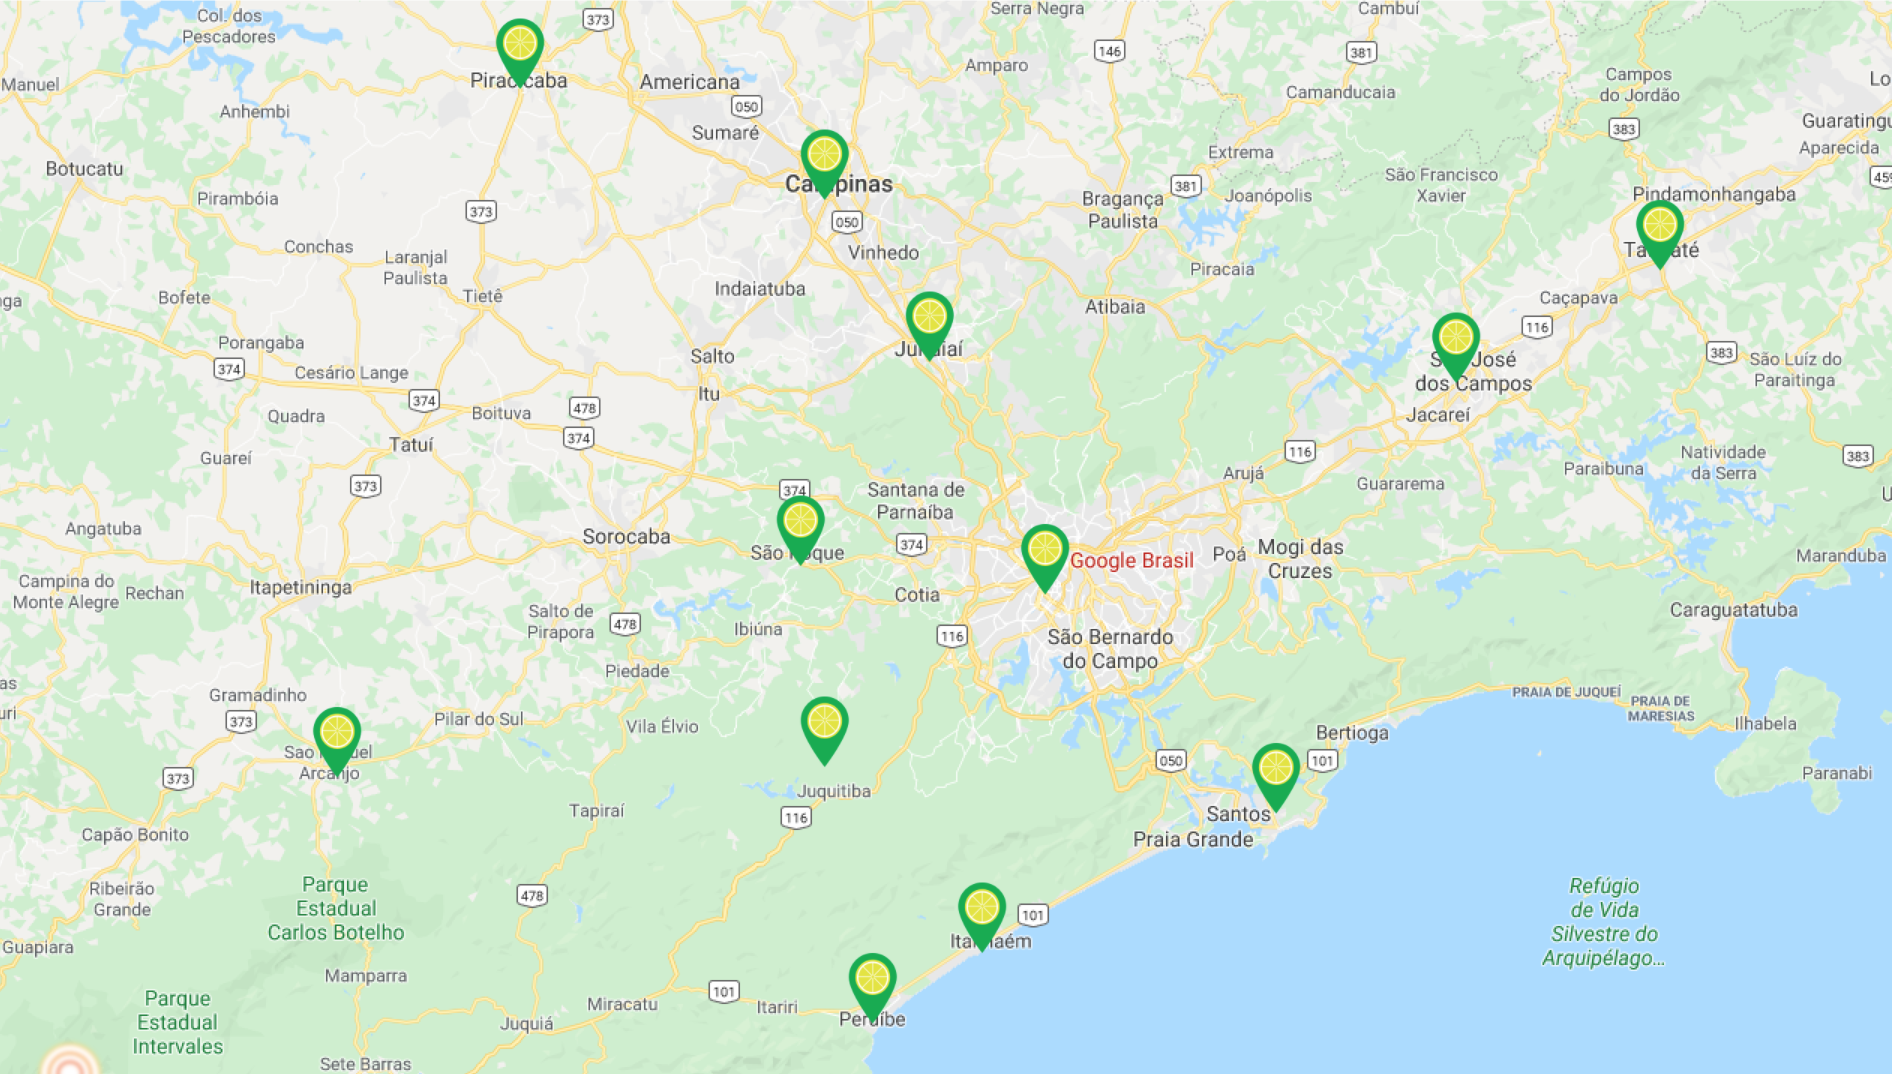 Col. dos
Pescadores
373
Serra Negra
Cambuí
146
381
Amparo
Manuel
Piracicaba
Americana
Camanducaia
Campos
do Jordão
Lo
050
Anhembi
Sumaré
383
Guaratingu
Aparecida
Extrema
Botucatu
Campinas
381
São Francisco
Xavier
459
Pirambóia
373
050
Bragança
Paulista
Joanópolis
Pindamonhangaba
Conchas
Vinhedo
Taubaté
Laranjal
Paulista
Piracaia
Tietê
Indaiatuba
Bofete
Caçapava
nga
Atibaia
116
Porangaba
Jundiaí
Salto
383
São Luíz do
Paraitinga
374
Cesário Lange
São José
dos Campos
Itu
374
478
Quadra
Boituva
Jacareí
374
Tatuí
116
Guareí
Natividade
da Serra
383
Paraibuna
Arujá
373
374
Santana de
Parnaíba
Guararema
U
Angatuba
Sorocaba
São Roque
374
Google Brasil
Poá
Mogi das
Cruzes
Maranduba
Campina do
Monte Alegre
Rechan
Itapetininga
Cotia
Caraguatatuba
Salto de
Pirapora
478
Ibiúna
116
São Bernardo
do Campo
Piedade
as
Gramadinho
PRAIA DE JUQUEÍ
PRAIA DE
MARESIAS
uri
373
Pilar do Sul
Vila Élvio
Bertioga
Ilhabela
Sao Miguel
Arcanjo
050
101
373
Paranabi
Juquitiba
Tapiraí
116
Santos
Capão Bonito
Praia Grande
Ribeirão
Grande
Parque
Estadual
Carlos Botelho
478
Refúgio
de Vida
Silvestre do
Arquipélago...
101
Guapiara
Itanhaém
Mamparra
101
Parque
Estadual
Intervales
Miracatu
Itariri
Peruíbe
Juquiá
Sete Barras